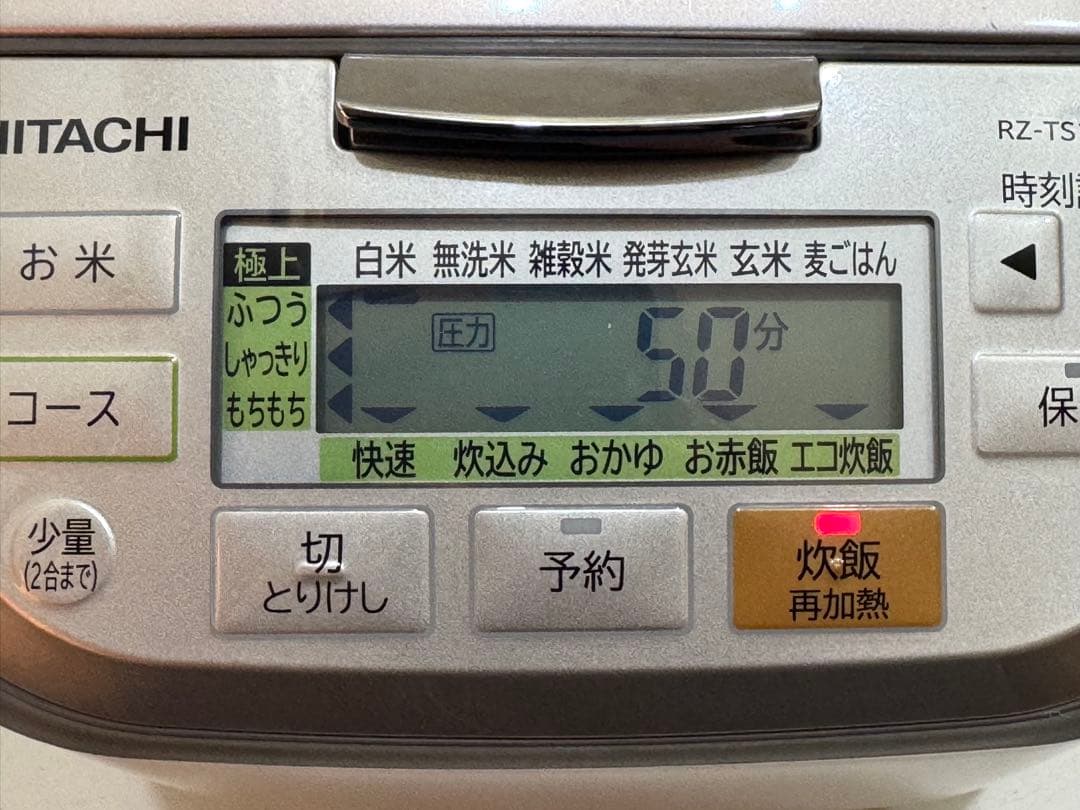 HITACHI
RZ-TS
時刻
お米
極上
ふつう
しゃっきり
もちもち
白米 無洗米 雑穀米 発芽玄米 玄米 麦ごはん
圧力 50分
快速 炊込み おかゆ お赤飯 エコ炊飯
コース
保
少量
(2合まで)
切
とりけし
予約
炊飯
再加熱